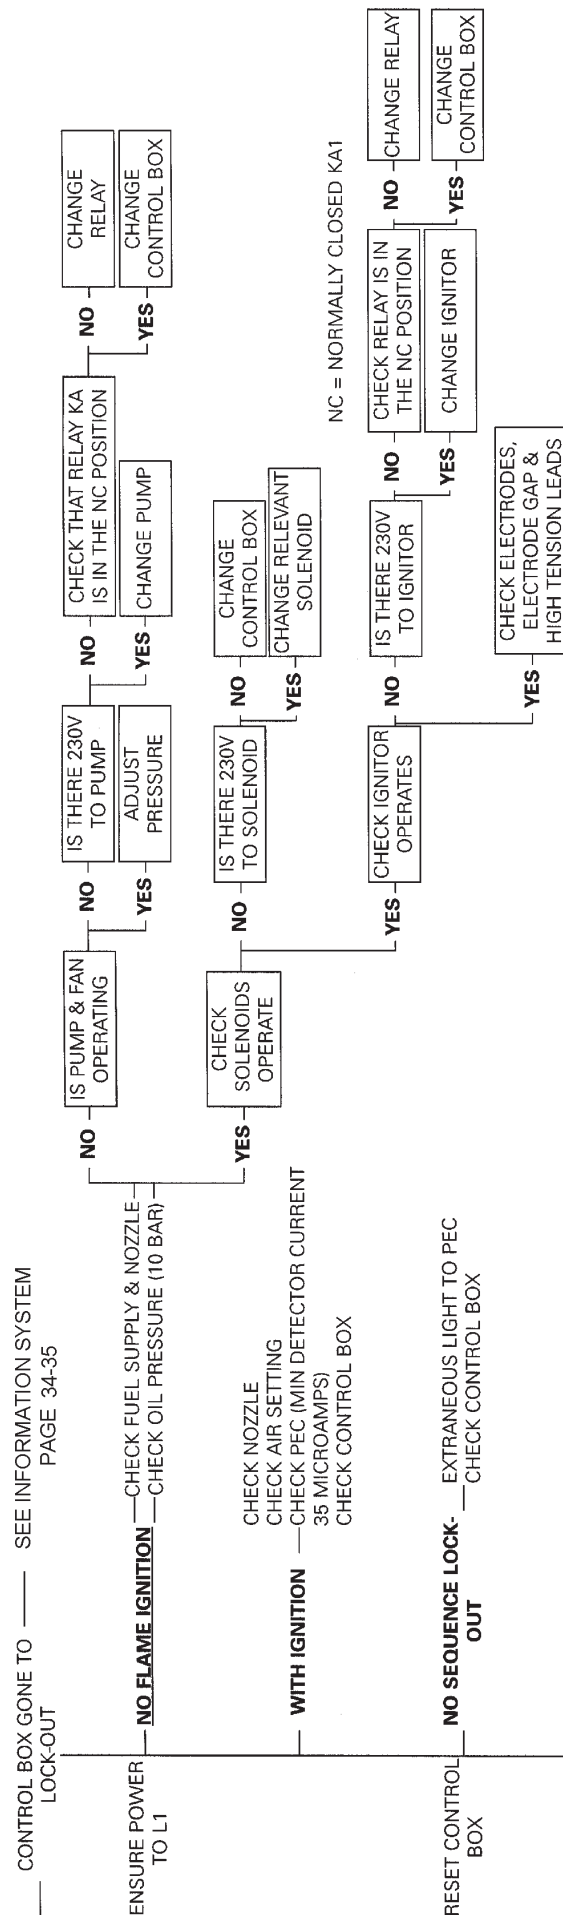 CONTROL BOX GONE TO
LOCK-OUT
SEE INFORMATION SYSTEM
PAGE 34-35
ENSURE POWER
TO L1
NO FLAME IGNITION
CHECK FUEL SUPPLY & NOZZLE
CHECK OIL PRESSURE (10 BAR)
NO
IS PUMP & FAN
OPERATING
NO
IS THERE 230V
TO PUMP
NO
CHECK THAT RELAY KA
IS IN THE NC POSITION
NO
CHANGE
RELAY
YES
CHANGE
CONTROL BOX
YES
CHANGE PUMP
YES
ADJUST
PRESSURE
YES
CHECK
SOLENOIDS
OPERATE
NO
IS THERE 230V
TO SOLENOID
NO
CHANGE
CONTROL BOX
YES
CHANGE RELEVANT
SOLENOID
WITH IGNITION
CHECK NOZZLE
CHECK AIR SETTING
CHECK PEC (MIN DETECTOR CURRENT
35 MICROAMPS)
CHECK CONTROL BOX
NC = NORMALLY CLOSED KA1
YES
CHECK IGNITOR
OPERATES
NO
IS THERE 230V
TO IGNITOR
NO
CHECK RELAY IS IN
THE NC POSITION
NO
CHANGE RELAY
YES
CHANGE
CONTROL BOX
YES
CHANGE IGNITOR
YES
CHECK ELECTRODES,
ELECTRODE GAP &
HIGH TENSION LEADS
RESET CONTROL
BOX
NO SEQUENCE LOCK-
OUT
EXTRANEOUS LIGHT TO PEC
CHECK CONTROL BOX